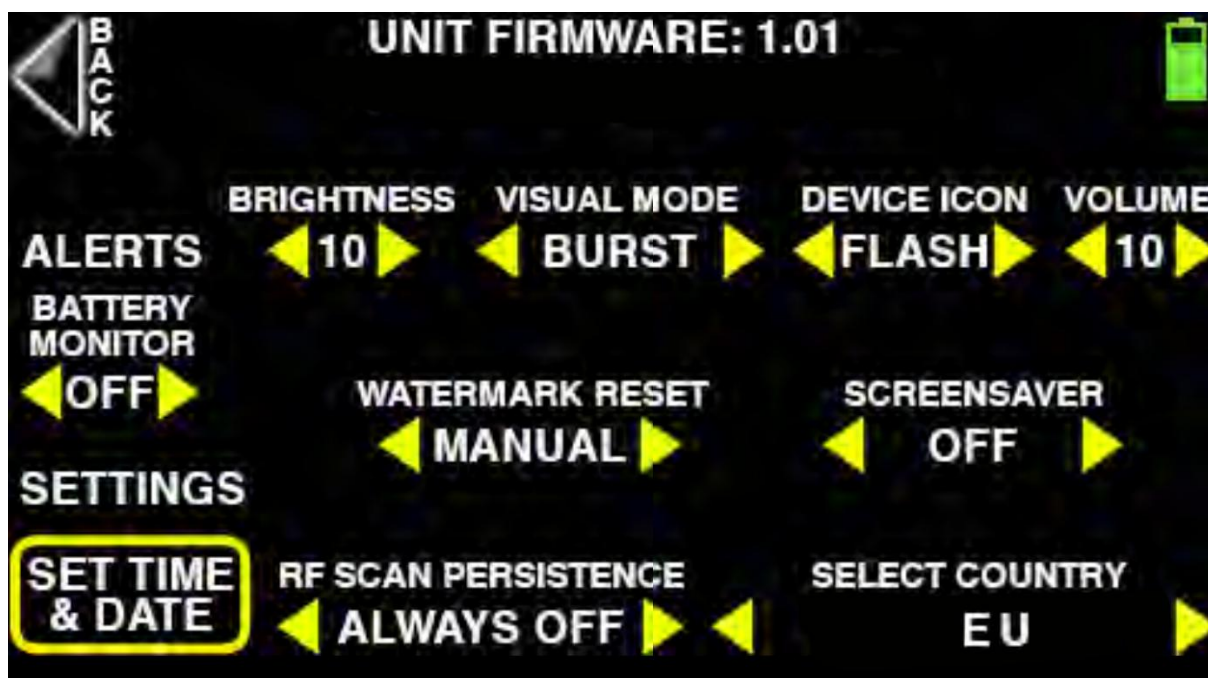 BACK
UNIT FIRMWARE: 1.01
BRIGHTNESS VISUAL MODE DEVICE ICON VOLUME
ALERTS 10 BURST FLASH 10
BATTERY
MONITOR
OFF
WATERMARK RESET SCREENSAVER
MANUAL OFF
SETTINGS
SET TIME
& DATE
RF SCAN PERSISTENCE SELECT COUNTRY
ALWAYS OFF EU